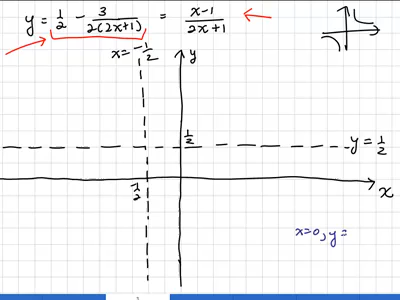 y = 1/2 - 3/2(2x+1) = x-1/2x+1
x = -1/2
y
1/2
y = 1/2
-1/2
x
x=0, y=